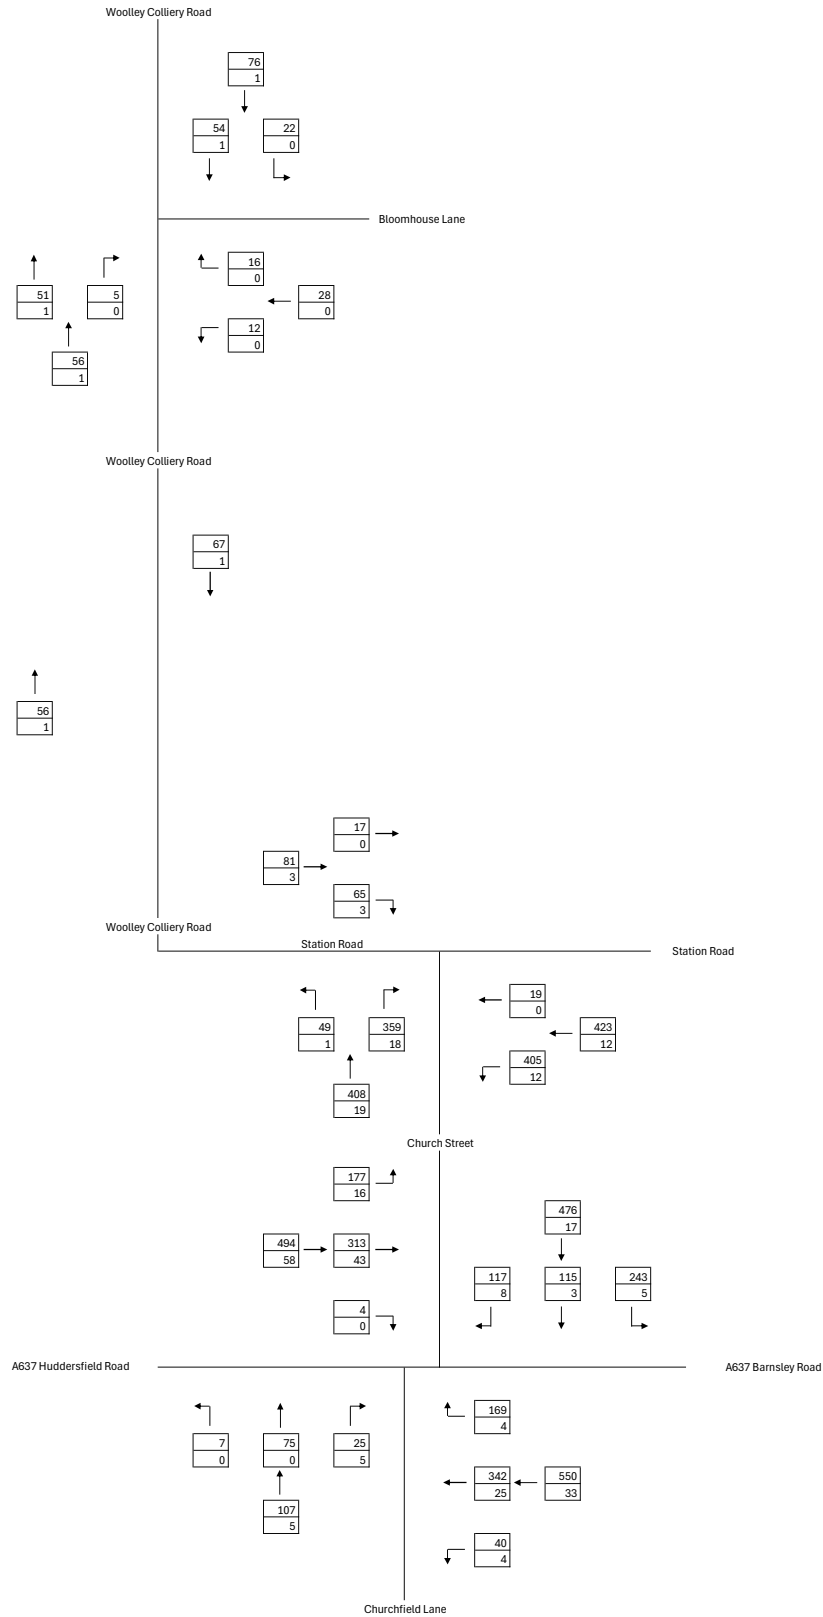 Woolley Colliery Road
76
1
54 22
1 0
Bloomhouse Lane
16
0
51 5 28
1 0 0
12
0
56
1
Woolley Colliery Road
67
1
56
1
17
0
81
3
65
3
Woolley Colliery Road
Station Road
Station Road
19
0
49 359 423
1 18 12
405
12
408
19
Church Street
177
16
476
17
494 313
58 43
117 115 243
8 3 5
4
0
A637 Huddersfield Road A637 Barnsley Road
169
4
7 75 25
0 0 5
342 550
25 33
107
5
40
4
Churchfield Lane